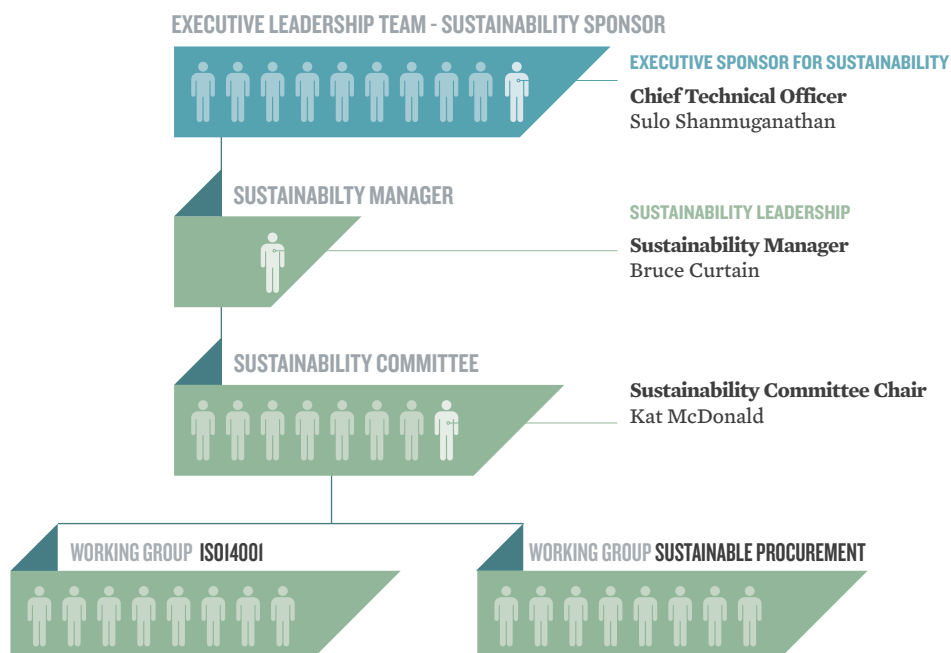 EXECUTIVE LEADERSHIP TEAM - SUSTAINABILITY SPONSOR
EXECUTIVE SPONSOR FOR SUSTAINABILITY
Chief Technical Officer
Sulo Shanmuganathan
SUSTAINABILTY MANAGER
SUSTAINABILITY LEADERSHIP
Sustainability Manager
Bruce Curtain
SUSTAINABILITY COMMITTEE
Sustainability Committee Chair
Kat McDonald
WORKING GROUP ISO14001
WORKING GROUP SUSTAINABLE PROCUREMENT